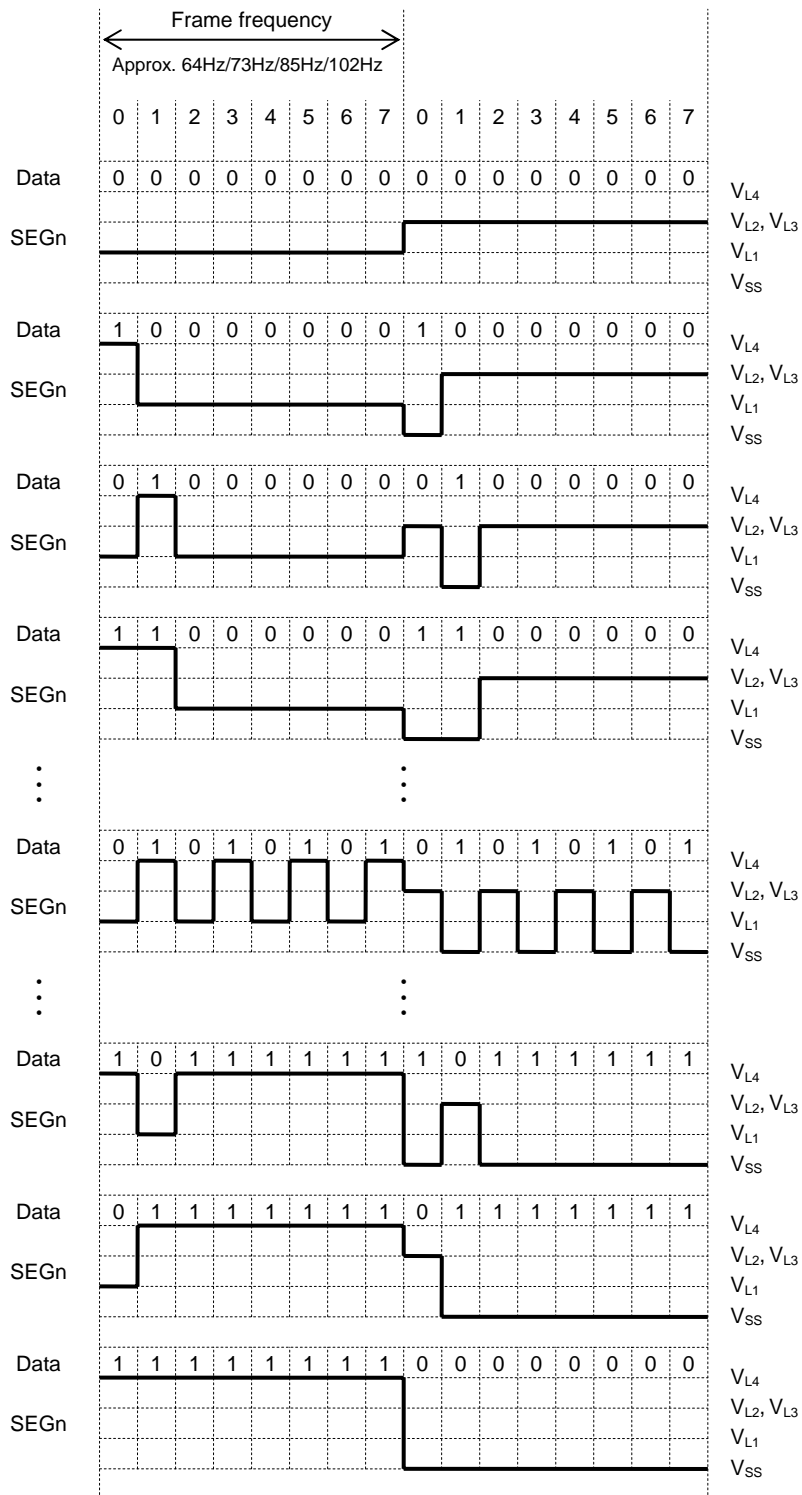 Frame frequency
Approx. 64Hz/73Hz/85Hz/102Hz
0 1 2 3 4 5 6 7 0 1 2 3 4 5 6 7
Data 0 0 0 0 0 0 0 0 0 0 0 0 0 0 0 0
VL4
VL2, VL3
SEGn
VL1
VSS
Data 1 0 0 0 0 0 0 0 1 0 0 0 0 0 0 0
VL4
VL2, VL3
SEGn
VL1
VSS
Data 0 1 0 0 0 0 0 0 0 1 0 0 0 0 0 0
VL4
VL2, VL3
SEGn
VL1
VSS
Data 1 1 0 0 0 0 0 0 1 1 0 0 0 0 0 0
VL4
VL2, VL3
SEGn
VL1
VSS
Data 0 1 0 1 0 1 0 1 0 1 0 1 0 1 0 1
VL4
VL2, VL3
SEGn
VL1
VSS
Data 1 0 1 1 1 1 1 1 1 0 1 1 1 1 1 1
VL4
VL2, VL3
SEGn
VL1
VSS
Data 0 1 1 1 1 1 1 1 0 1 1 1 1 1 1 1
VL4
VL2, VL3
SEGn
VL1
VSS
Data 1 1 1 1 1 1 1 1 0 0 0 0 0 0 0 0
VL4
VL2, VL3
SEGn
VL1
VSS